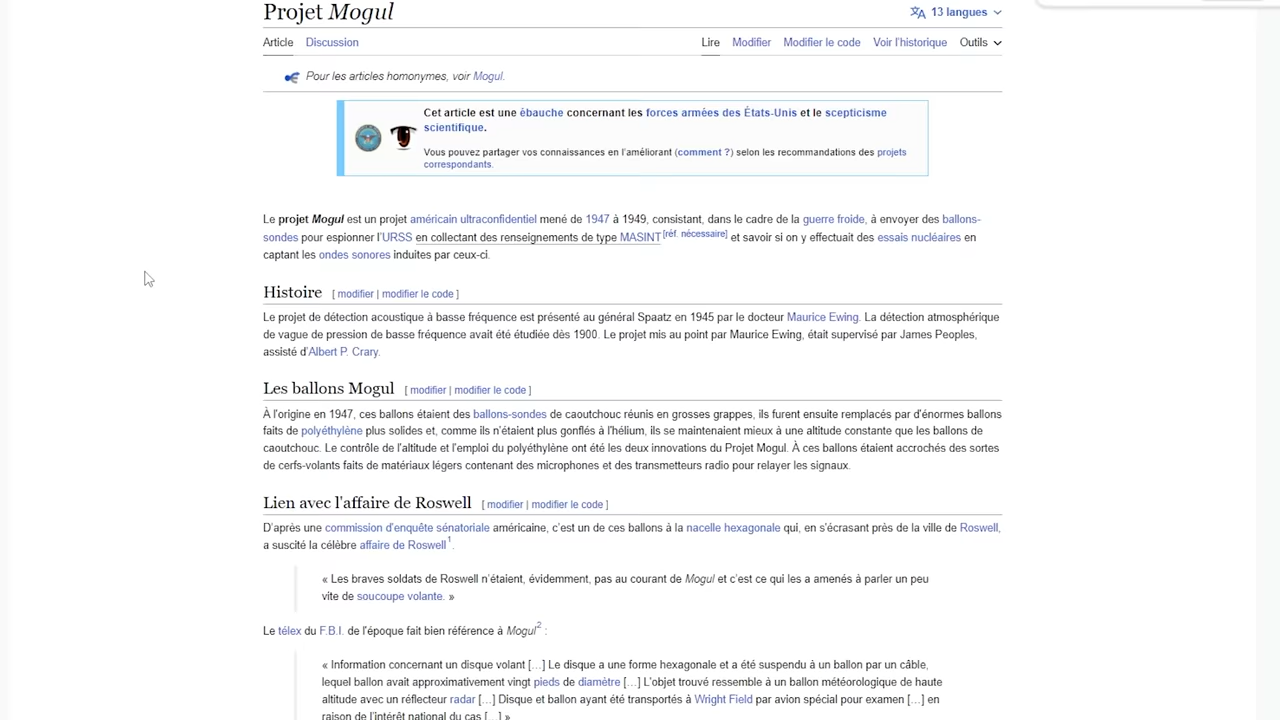 Projet Mogul
13 langues
Article Discussion Lire Modifier Modifier le code Voir l'historique Outils
Pour les articles homonymes, voir Mogul.
Cet article est une ébauche concernant les forces armées des États-Unis et le scepticisme
scientifique.
Vous pouvez partager vos connaissances en l'améliorant (comment ?) selon les recommandations des projets
correspondants.
Le projet Mogul est un projet américain ultraconfidentiel mené de 1947 à 1949, consistant, dans le cadre de la guerre froide, à envoyer des ballons-
sondes pour espionner l'URSS en collectant des renseignements de type MASINT[réf. nécessaire] et savoir si on y effectuait des essais nucléaires en
captant les ondes sonores induites par ceux-ci.
Histoire [ modifier | modifier le code ]
Le projet de détection acoustique à basse fréquence est présenté au général Spaatz en 1945 par le docteur Maurice Ewing. La détection atmosphérique
de vague de pression de basse fréquence avait été étudiée dès 1900. Le projet mis au point par Maurice Ewing, était supervisé par James Peoples,
assisté d'Albert P. Crary.
Les ballons Mogul [ modifier | modifier le code ]
À l'origine en 1947, ces ballons étaient des ballons-sondes de caoutchouc réunis en grosses grappes, ils furent ensuite remplacés par d'énormes ballons
faits de polyéthylène plus solides et, comme ils n'étaient plus gonflés à l'hélium, ils se maintenaient mieux à une altitude constante que les ballons de
caoutchouc. Le contrôle de l'altitude et l'emploi du polyéthylène ont été les deux innovations du Projet Mogul. À ces ballons étaient accrochés des sortes
de cerfs-volants faits de matériaux légers contenant des microphones et des transmetteurs radio pour relayer les signaux.
Lien avec l'affaire de Roswell [ modifier | modifier le code ]
D'après une commission d'enquête sénatoriale américaine, c'est un de ces ballons à la nacelle hexagonale qui, en s'écrasant près de la ville de Roswell,
a suscité la célèbre affaire de Roswell1.
« Les braves soldats de Roswell n'étaient, évidemment, pas au courant de Mogul et c'est ce qui les a amenés à parler un peu
vite de soucoupe volante. »
Le télex du F.B.I. de l'époque fait bien référence à Mogul2 :
« Information concernant un disque volant [...] Le disque a une forme hexagonale et a été suspendu à un ballon par un câble,
lequel ballon avait approximativement vingt pieds de diamètre [...] L'objet trouvé ressemble à un ballon météorologique de haute
altitude avec un réflecteur radar [...] Disque et ballon ayant été transportés à Wright Field par avion spécial pour examen [...] en
raison de l'intérêt national du cas [...] »